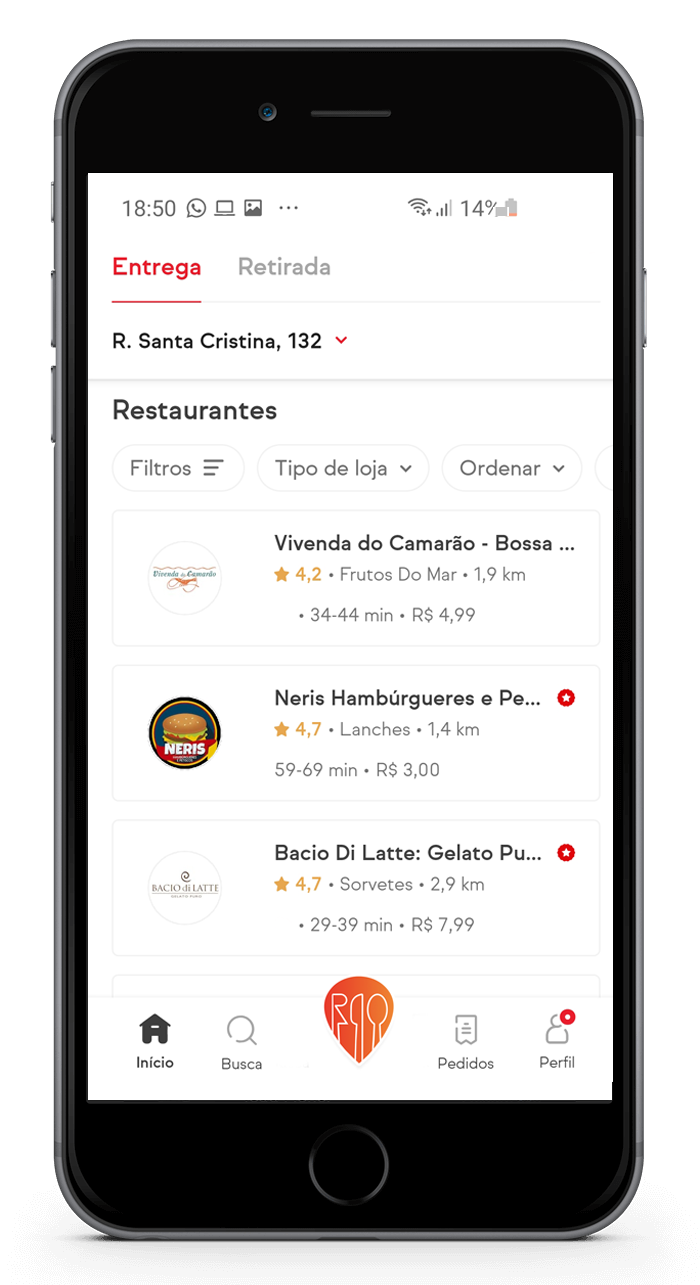 18:50 ... 14%
Entrega Retirada
R. Santa Cristina, 132
Restaurantes
Filtros Tipo de loja Ordenar
Vivenda do Camarão - Bossa ...
Vivenda do Camarão
4,2 • Frutos Do Mar • 1,9 km
• 34-44 min • R$ 4,99
Neris Hambúrgueres e Pe...
4,7 • Lanches • 1,4 km
NERIS
59-69 min • R$ 3,00
Bacio Di Latte: Gelato Pu...
BACIO di LATTE
GELATO PURO
4,7 • Sorvetes • 2,9 km
• 29-39 min • R$ 7,99
Início Busca Pedidos Perfil